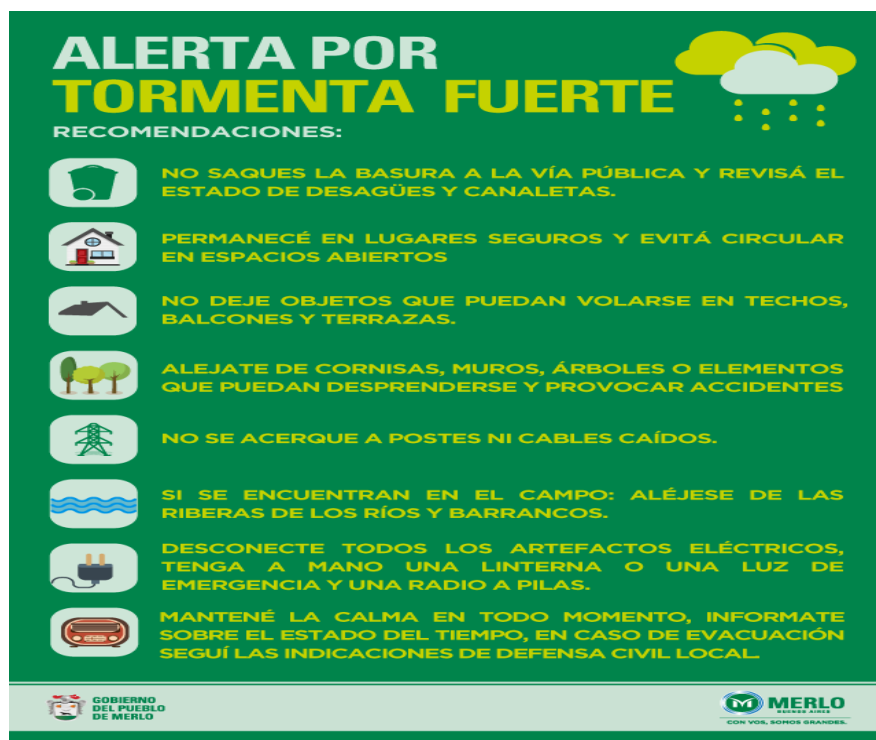 ALERTA POR
TORMENTA FUERTE
RECOMENDACIONES:
NO SAQUES LA BASURA A LA VÍA PÚBLICA Y REVISÁ EL
ESTADO DE DESAGÜES Y CANALETAS.
PERMANECÉ EN LUGARES SEGUROS Y EVITÁ CIRCULAR
EN ESPACIOS ABIERTOS
NO DEJE OBJETOS QUE PUEDAN VOLARSE EN TECHOS,
BALCONES Y TERRAZAS.
ALEJATE DE CORNISAS, MUROS, ÁRBOLES O ELEMENTOS
QUE PUEDAN DESPRENDERSE Y PROVOCAR ACCIDENTES
NO SE ACERQUE A POSTES NI CABLES CAÍDOS.
SI SE ENCUENTRAN EN EL CAMPO: ALÉJESE DE LAS
RIBERAS DE LOS RÍOS Y BARRANCOS.
DESCONECTE TODOS LOS ARTEFACTOS ELÉCTRICOS,
TENGA A MANO UNA LINTERNA O UNA LUZ DE
EMERGENCIA Y UNA RADIO A PILAS.
MANTENÉ LA CALMA EN TODO MOMENTO, INFORMATE
SOBRE EL ESTADO DEL TIEMPO, EN CASO DE EVACUACIÓN
SEGUÍ LAS INDICACIONES DE DEFENSA CIVIL LOCAL.
GOBIERNO
DEL PUEBLO
DE MERLO
M MERLO
BUENOS AIRES
CON VOS, SOMOS GRANDES.